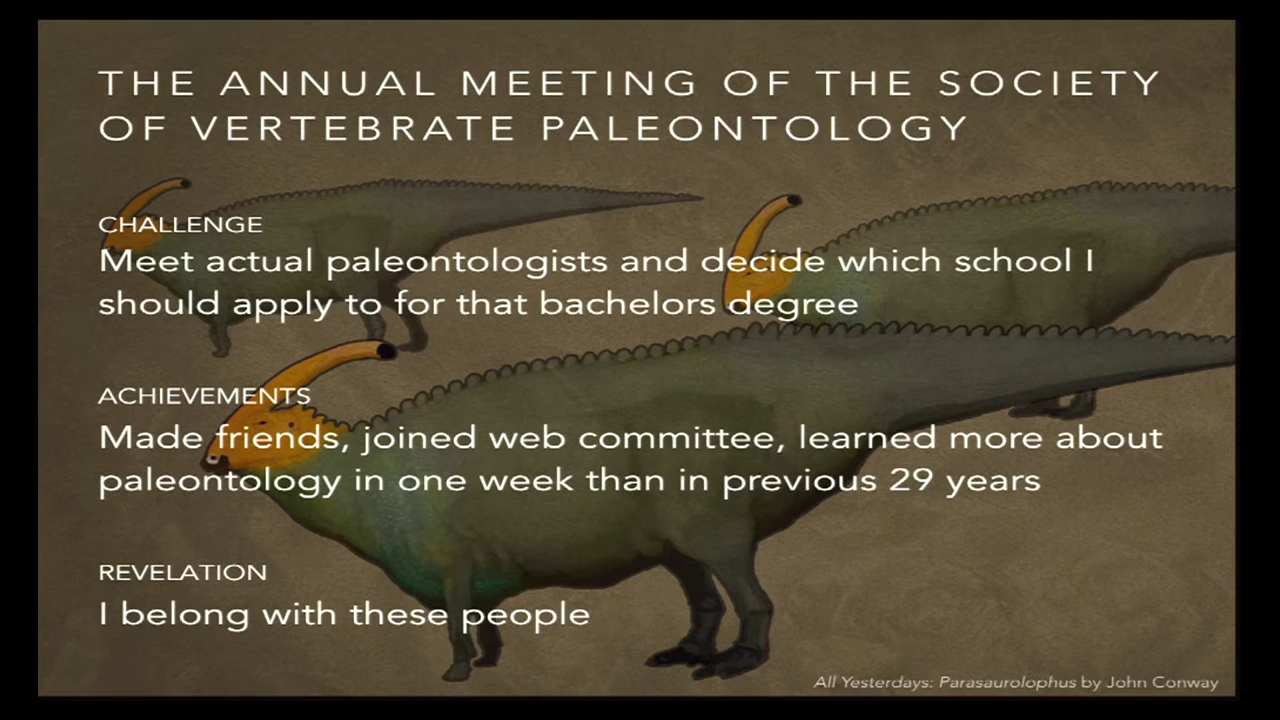 THE ANNUAL MEETING OF THE SOCIETY
OF VERTEBRATE PALEONTOLOGY
CHALLENGE
Meet actual paleontologists and decide which school I
should apply to for that bachelors degree
ACHIEVEMENTS
Made friends, joined web committee, learned more about
paleontology in one week than in previous 29 years
REVELATION
I belong with these people
All Yesterdays: Parasaurolophus by John Conway